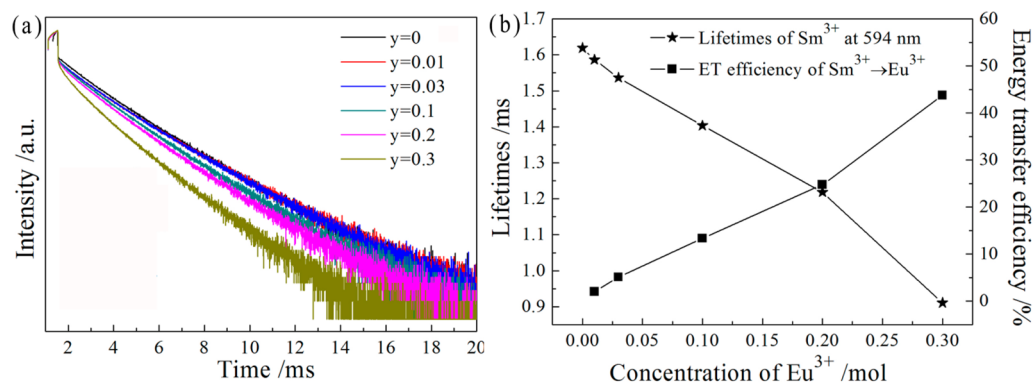 (a)
y=0
y=0.01
y=0.03
y=0.1
y=0.2
y=0.3
Intensity /a.u.
2 4 6 8 10 12 14 16 18 20
Time /ms
(b)
Lifetimes of Sm³⁺ at 594 nm
ET efficiency of Sm³⁺→Eu³⁺
1.7
1.6
1.5
1.4
1.3
1.2
1.1
1.0
0.9
Lifetimes /ms
60
50
40
30
20
10
0
Energy transfer efficiency /%
0.00 0.05 0.10 0.15 0.20 0.25 0.30
Concentration of Eu³⁺ /mol